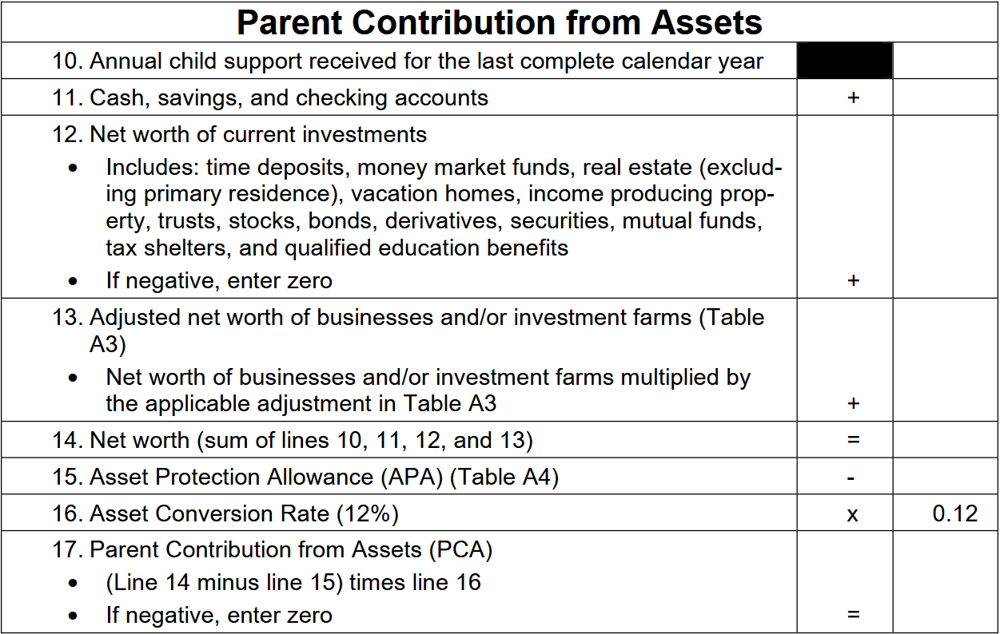 Parent Contribution from Assets
10. Annual child support received for the last complete calendar year
11. Cash, savings, and checking accounts +
12. Net worth of current investments
• Includes: time deposits, money market funds, real estate (exclud-
ing primary residence), vacation homes, income producing prop-
erty, trusts, stocks, bonds, derivatives, securities, mutual funds,
tax shelters, and qualified education benefits
• If negative, enter zero +
13. Adjusted net worth of businesses and/or investment farms (Table
A3)
• Net worth of businesses and/or investment farms multiplied by
the applicable adjustment in Table A3 +
14. Net worth (sum of lines 10, 11, 12, and 13) =
15. Asset Protection Allowance (APA) (Table A4) -
16. Asset Conversion Rate (12%) x 0.12
17. Parent Contribution from Assets (PCA)
• (Line 14 minus line 15) times line 16
• If negative, enter zero =